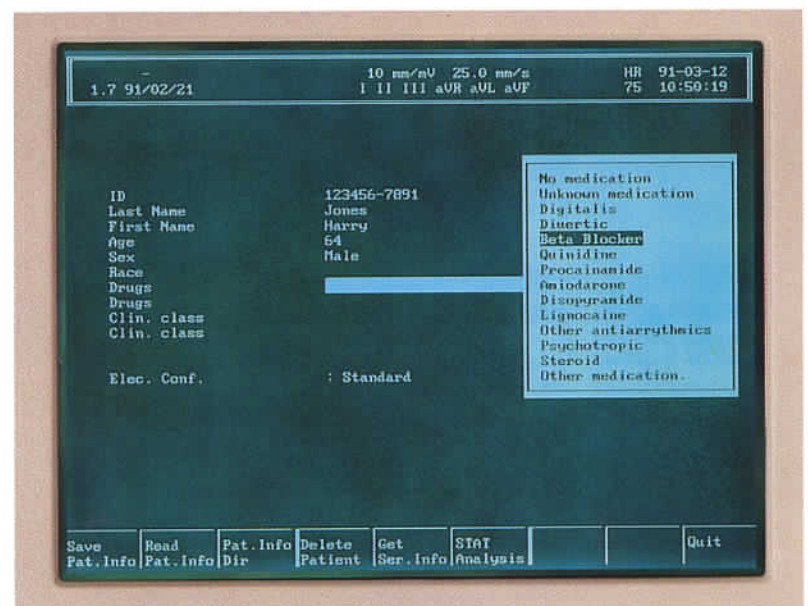 -
1.7 91/02/21
10 mm/mV 25.0 mm/s
I II III aVR aVL aVF
HR 91-03-12
75 10:50:19
ID 123456-7891
Last Name Jones
First Name Harry
Age 64
Sex Male
Race
Drugs
Drugs
Clin. class
Clin. class
Elec. Conf. : Standard
No medication
Unknown medication
Digitalis
Diuertic
Beta Blocker
Quinidine
Procainamide
Amiodarone
Disopyramide
Lignocaine
Other antiarrythmics
Psychotropic
Steroid
Other medication.
Save Pat.Info
Read Pat.Info
Pat.Info Dir
Delete Patient
Get Ser.Info
STAT Analysis
Quit